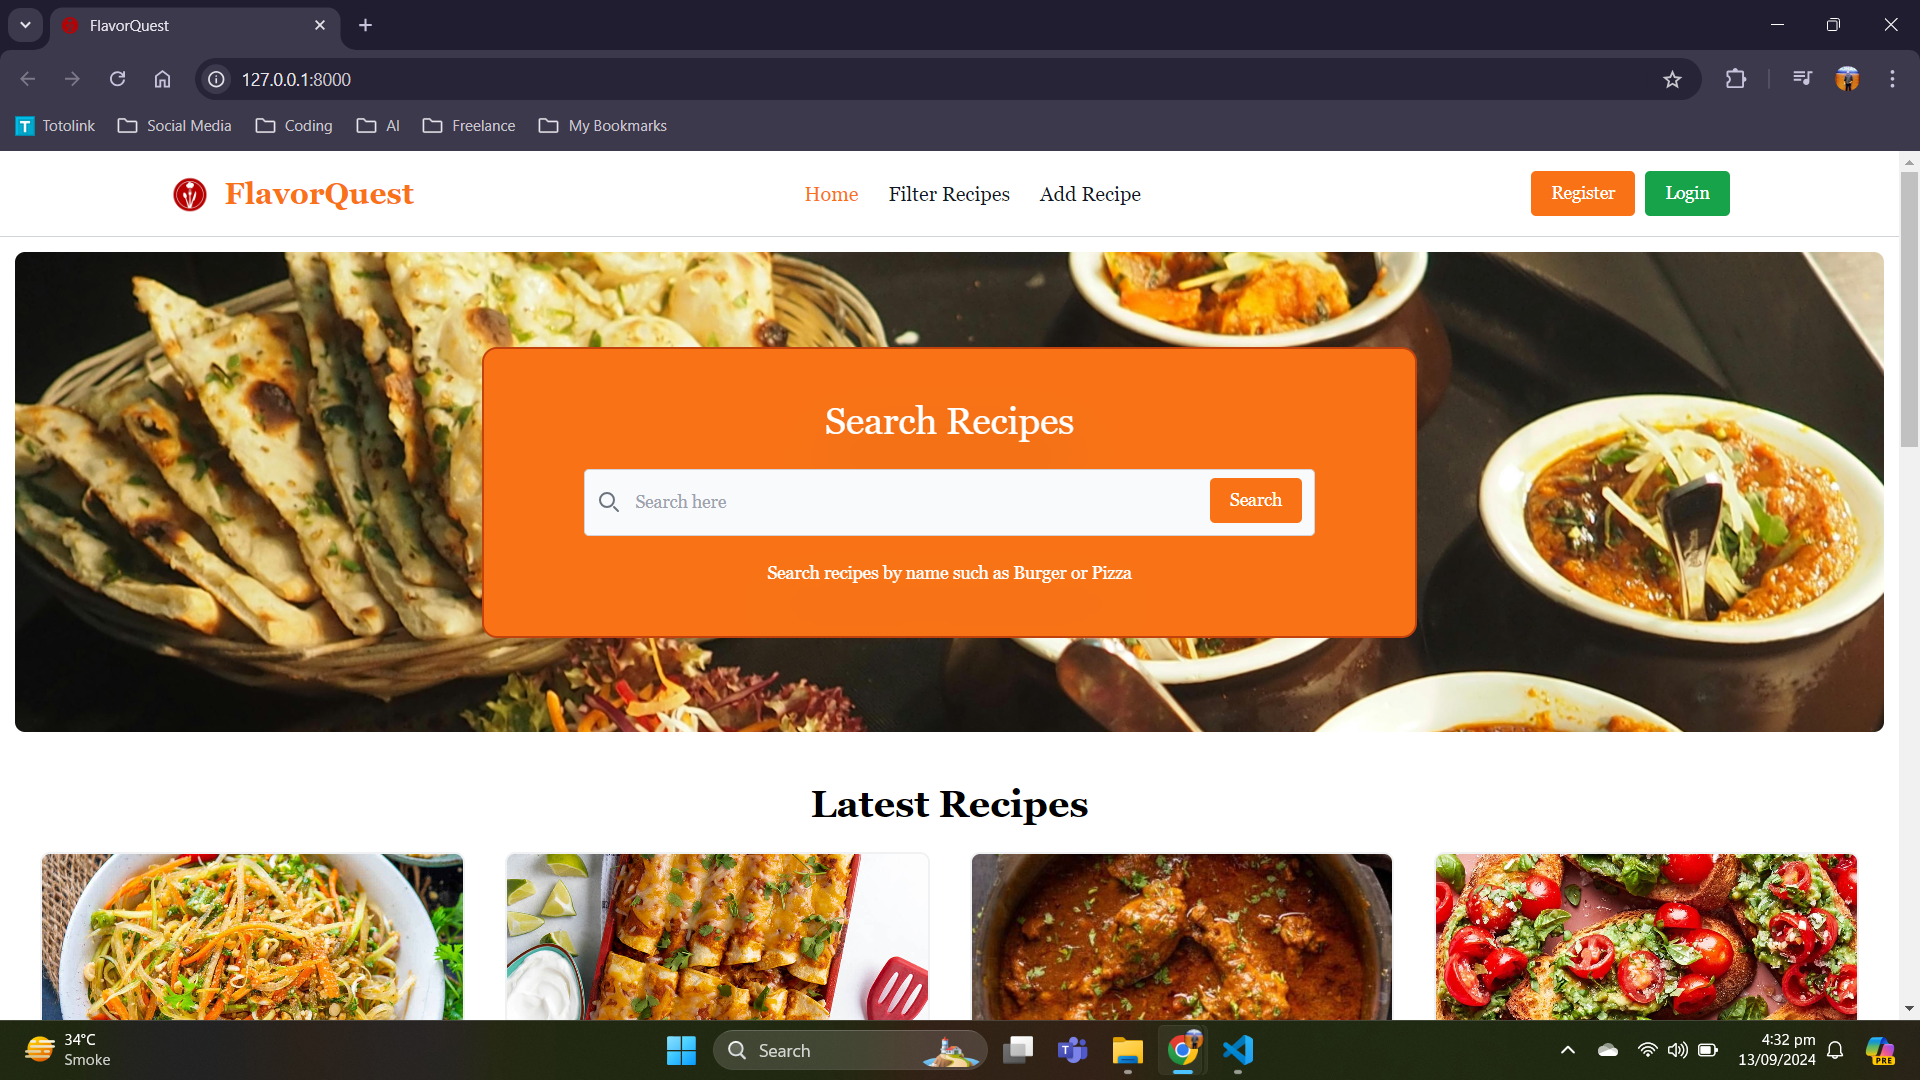 FlavorQuest
127.0.0.1:8000
Totolink Social Media Coding AI Freelance My Bookmarks
FlavorQuest Home Filter Recipes Add Recipe Register Login
Search Recipes
Search here Search
Search recipes by name such as Burger or Pizza
Latest Recipes
34°C
Smoke
Search
4:32 pm
13/09/2024
PRE